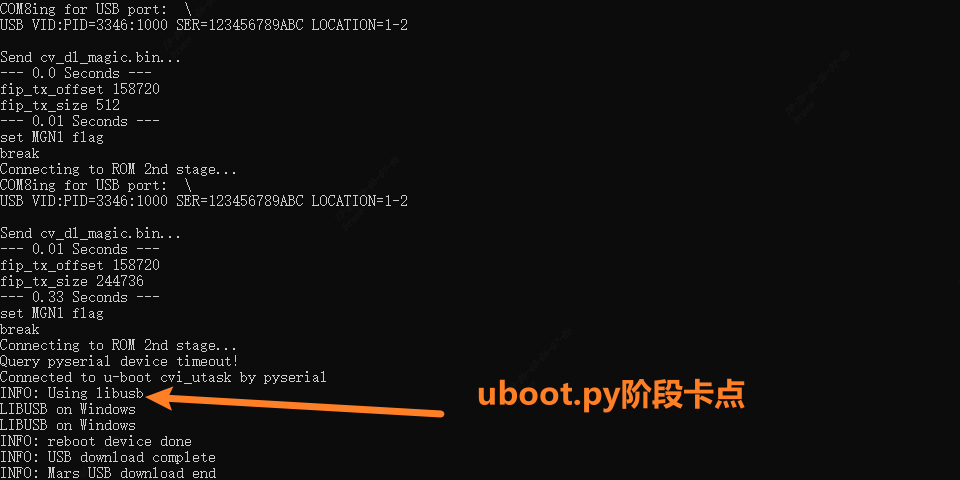 COM8ing for USB port:  \
USB VID:PID=3346:1000 SER=123456789ABC LOCATION=1-2
Send cv_dl_magic.bin...
--- 0.0 Seconds ---
fip_tx_offset 158720
fip_tx_size 512
--- 0.01 Seconds ---
set MGN1 flag
break
Connecting to ROM 2nd stage...
COM8ing for USB port:  \
USB VID:PID=3346:1000 SER=123456789ABC LOCATION=1-2
Send cv_dl_magic.bin...
--- 0.01 Seconds ---
fip_tx_offset 158720
fip_tx_size 244736
--- 0.33 Seconds ---
set MGN1 flag
break
Connecting to ROM 2nd stage...
Query pyserial device timeout!
Connected to u-boot cvi_utask by pyserial
INFO: Using libusb
uboot.py阶段卡点
LIBUSB on Windows
LIBUSB on Windows
INFO: reboot device done
INFO: USB download complete
INFO: Mars USB download end